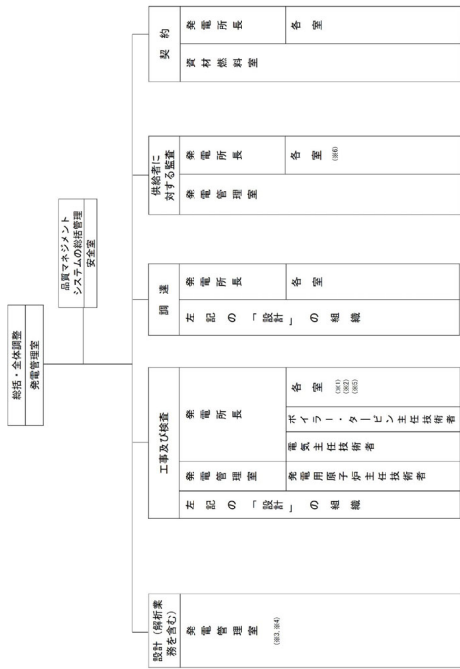 総括・全体調整
発電管理室
品質マネジメント
システムの総括管理
安全室
設計（解析業
務を含む）
発電管理室
(※3,※4)
工事及び検査
左記の「設計」の組織
発電管理室
発電所長
発電用原子炉主任技術者
電気主任技術者
ボイラー・タービン主任技術者
各室
(※1)
(※2)
(※5)
調達
左記の「設計」の組織
発電所長
各室
供給者に
対する監査
発電管理室
発電所長
各室
(※6)
契約
資材燃料室
発電所長
各室